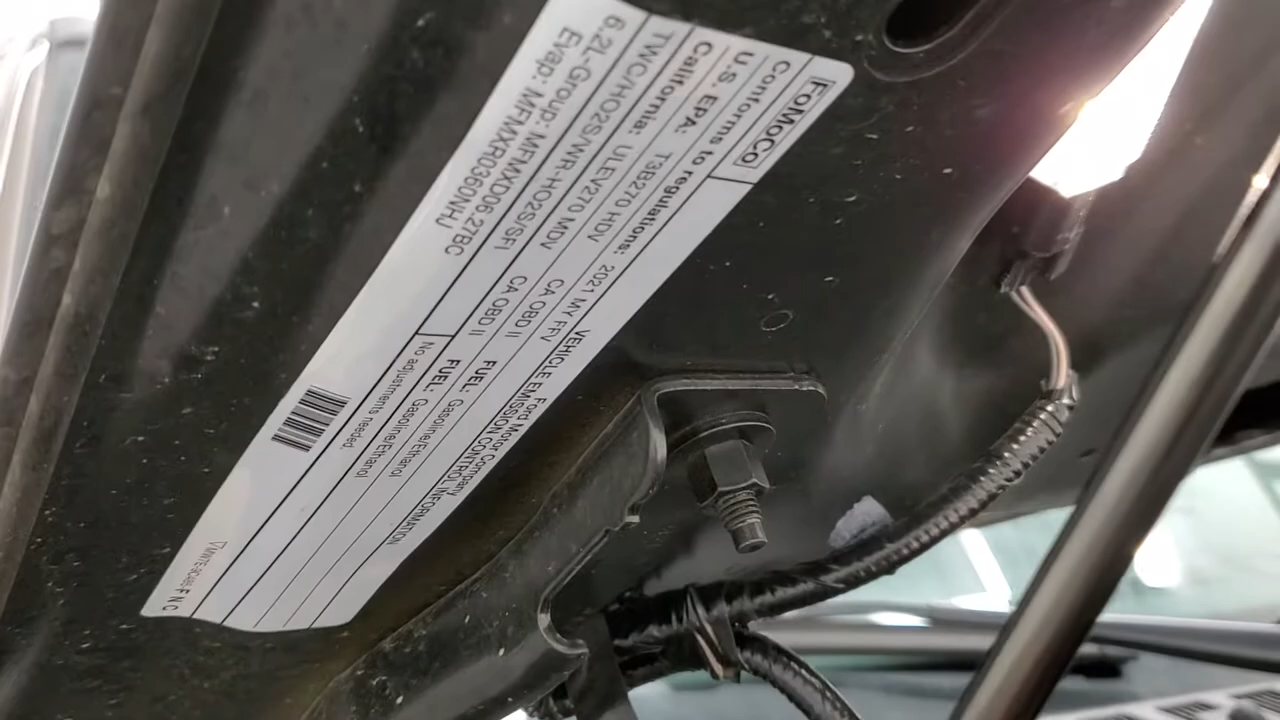 FoMoCo
Ford Motor Company
VEHICLE EMISSION CONTROL INFORMATION
Conforms to regulations: 2021 MY FFV
U.S. EPA: T3B270 HDV CA OBD II FUEL: Gasoline/Ethanol
California: ULEV270 MDV CA OBD II FUEL: Gasoline/Ethanol
TWC/HO2S/WR-HO2S/SFI
No adjustments needed.
6.2L-Group: MFMXD06.27BC
Evap: MFMXR0360NHJ